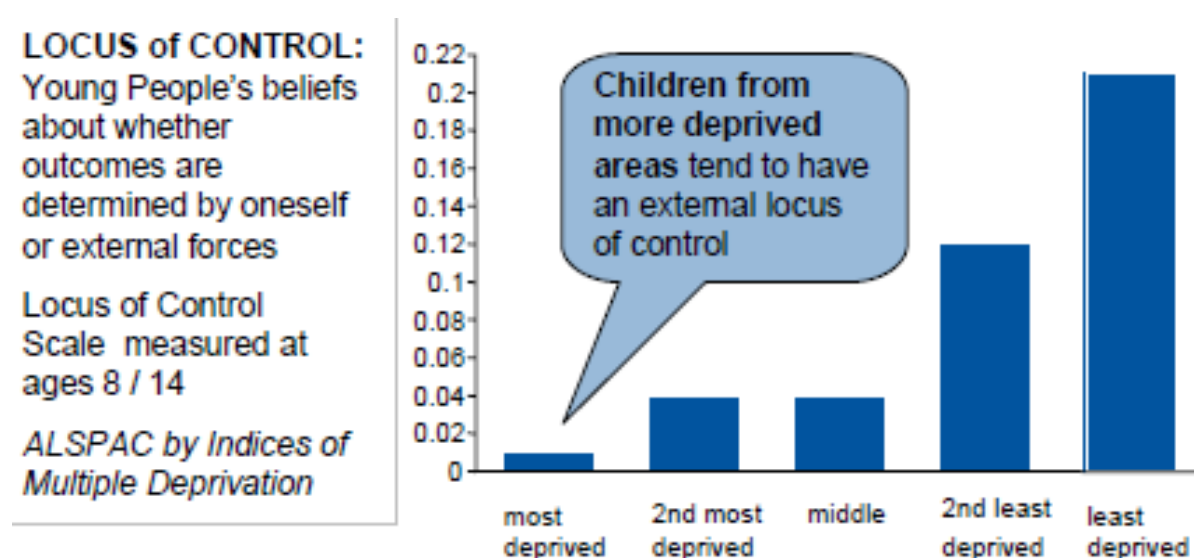 LOCUS of CONTROL:
Young People's beliefs
about whether
outcomes are
determined by oneself
or external forces
Locus of Control
Scale measured at
ages 8 / 14
ALSPAC by Indices of
Multiple Deprivation
0.22
0.2
0.18
0.16
0.14
0.12
0.1
0.08
0.06
0.04
0.02
0
Children from
more deprived
areas tend to have
an external locus
of control
most
deprived
2nd most
deprived
middle
2nd least
deprived
least
deprived